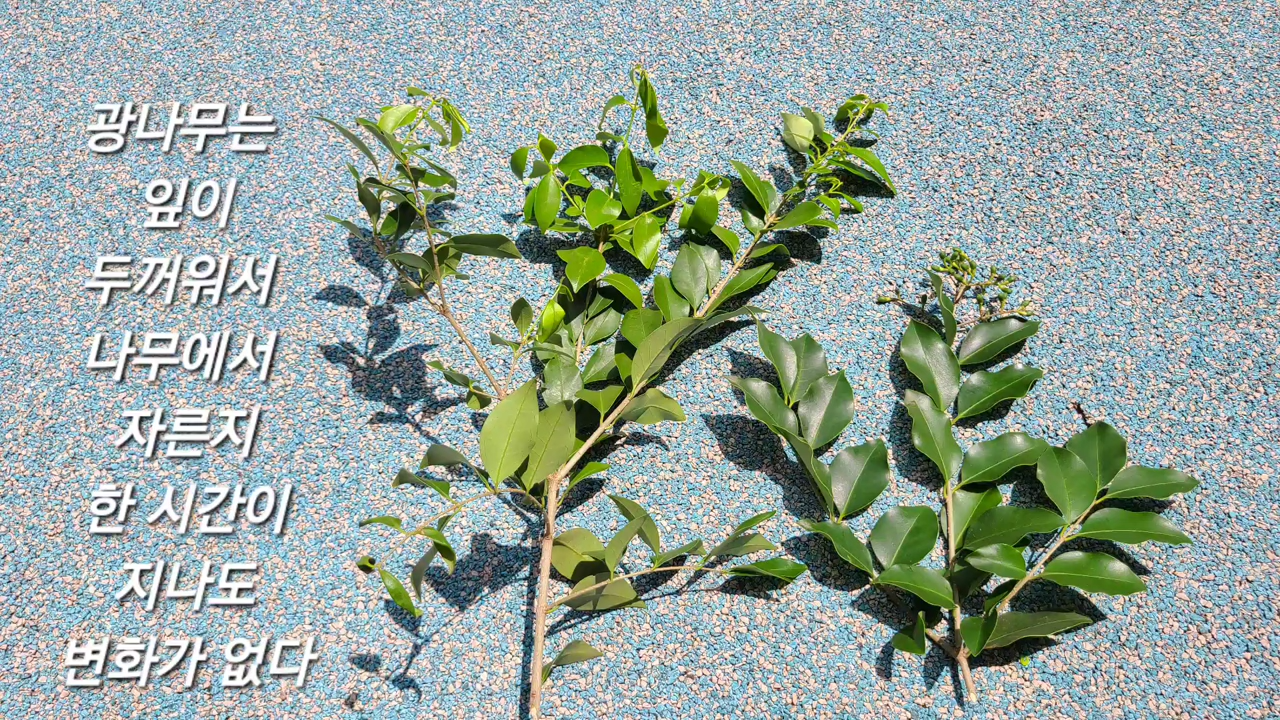 광나무는
잎이
두꺼워서
나무에서
자른지
한 시간이
지나도
변화가 없다